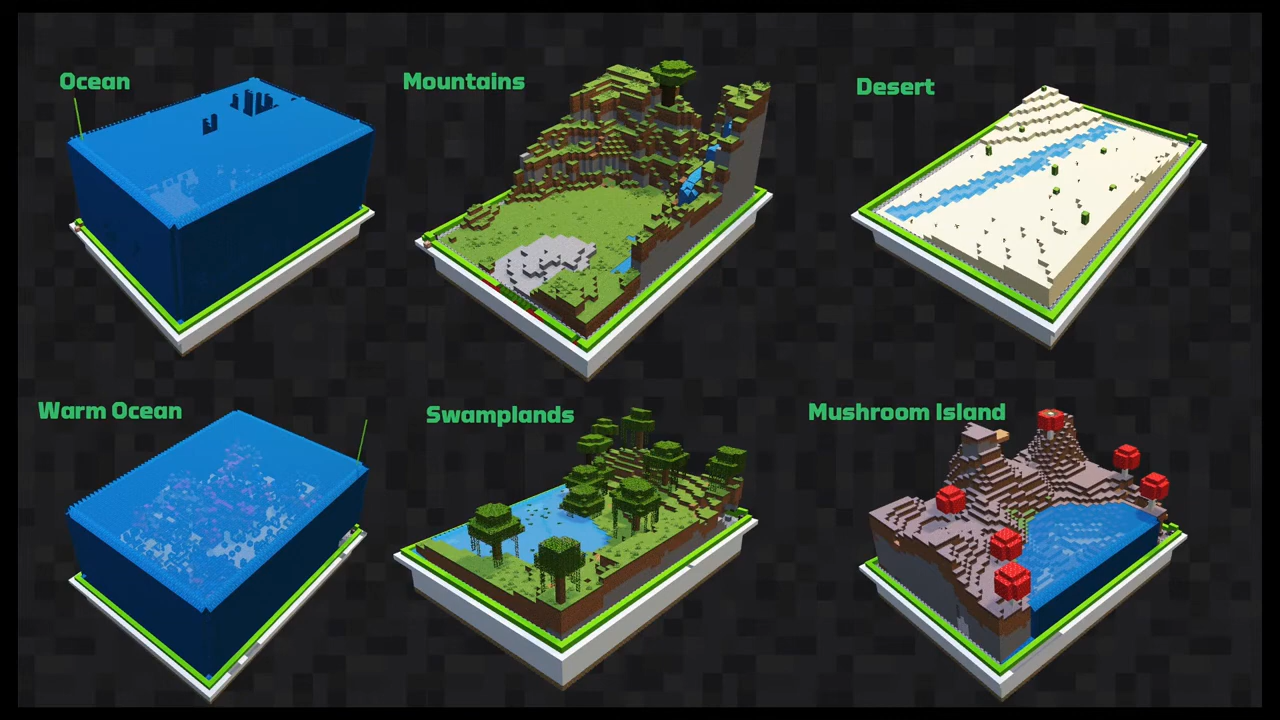 Ocean
Mountains
Desert
Warm Ocean
Swamplands
Mushroom Island